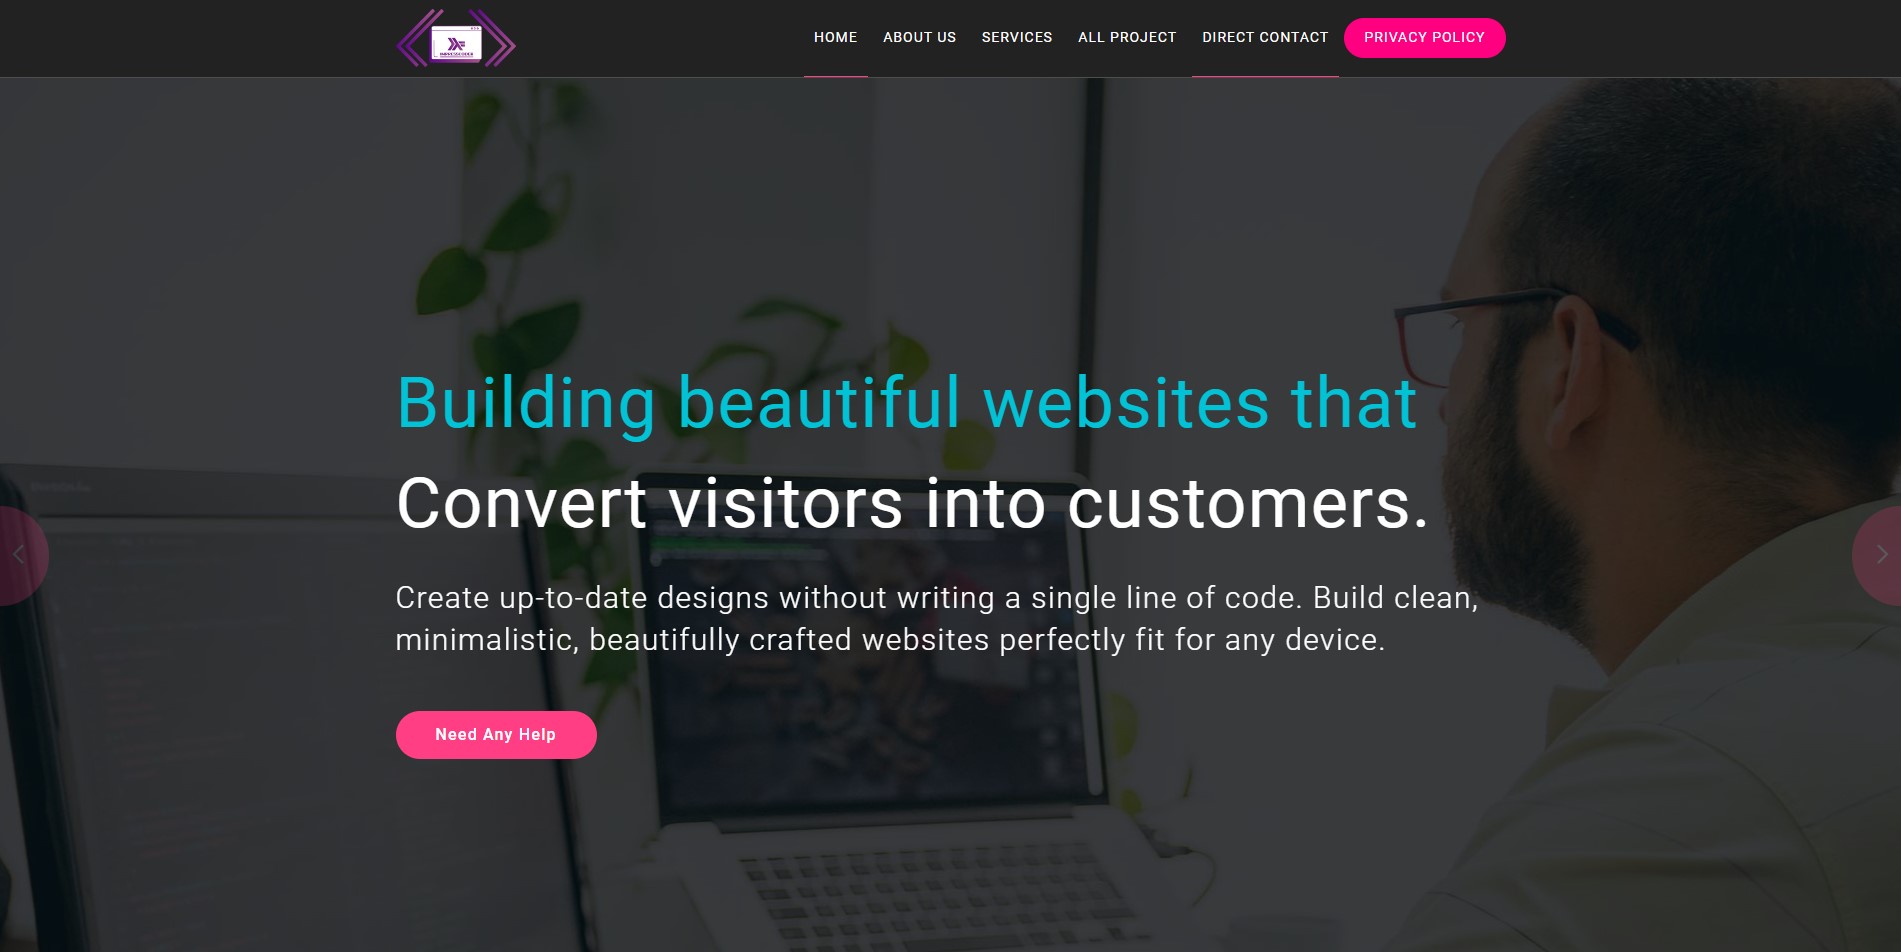 IMPRESSCODER
HOME
ABOUT US
SERVICES
ALL PROJECT
DIRECT CONTACT
PRIVACY POLICY
Building beautiful websites that
Convert visitors into customers.
Create up-to-date designs without writing a single line of code. Build clean,
minimalistic, beautifully crafted websites perfectly fit for any device.
Need Any Help